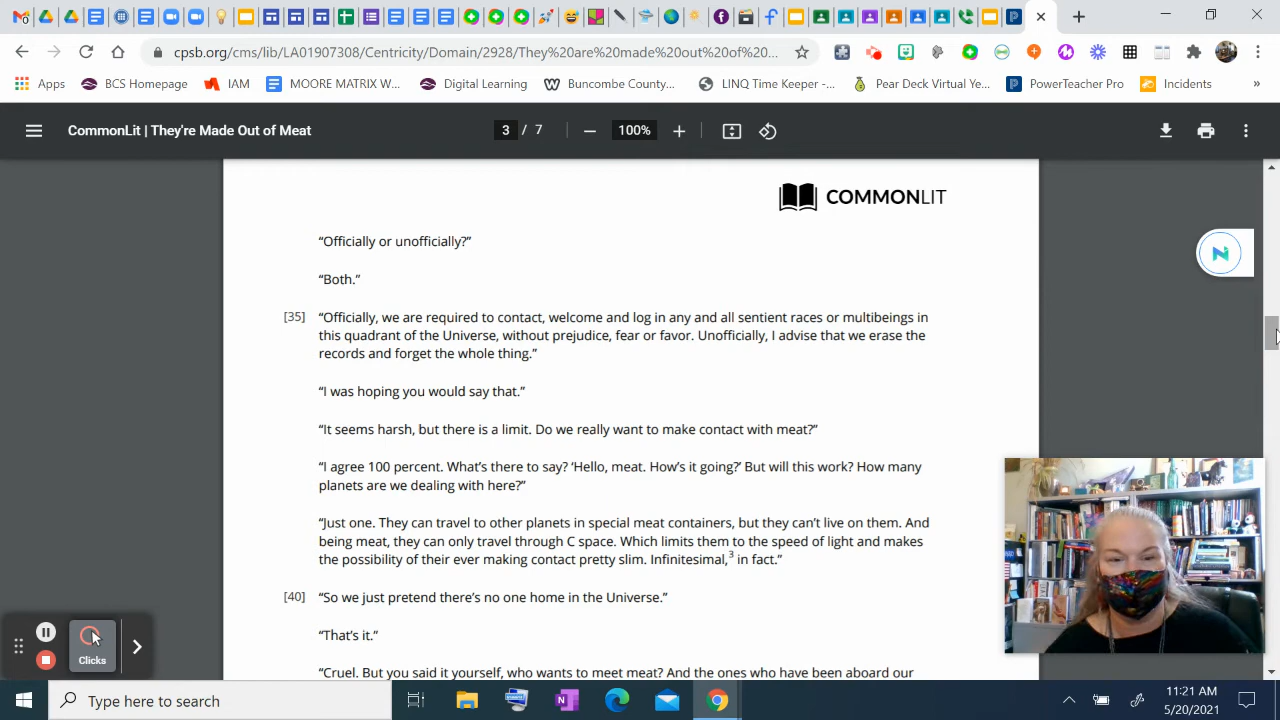 0
cpsb.org/cms/lib/LA01907308/Centricity/Domain/2928/They%20are%20made%20out%20of%20...
Apps
BCS Homepage
IAM
MOORE MATRIX W...
Digital Learning
Buncombe County...
LINQ Time Keeper -...
Pear Deck Virtual Ye...
PowerTeacher Pro
Incidents
»
CommonLit | They're Made Out of Meat
3 / 7
100%
COMMONLIT
“Officially or unofficially?”
“Both.”
[35] “Officially, we are required to contact, welcome and log in any and all sentient races or multibeings in
this quadrant of the Universe, without prejudice, fear or favor. Unofficially, I advise that we erase the
records and forget the whole thing.”
“I was hoping you would say that.”
“It seems harsh, but there is a limit. Do we really want to make contact with meat?”
“I agree 100 percent. What’s there to say? ‘Hello, meat. How’s it going?’ But will this work? How many
planets are we dealing with here?”
“Just one. They can travel to other planets in special meat containers, but they can’t live on them. And
being meat, they can only travel through C space. Which limits them to the speed of light and makes
the possibility of their ever making contact pretty slim. Infinitesimal,3 in fact.”
[40] “So we just pretend there’s no one home in the Universe.”
“That’s it.”
“Cruel. But you said it yourself, who wants to meet meat? And the ones who have been aboard our
Clicks
Type here to search
11:21 AM
5/20/2021